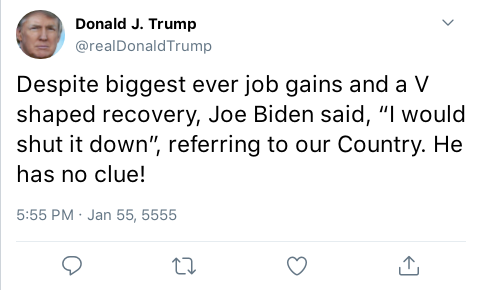 Donald J. Trump
@realDonaldTrump
Despite biggest ever job gains and a V
shaped recovery, Joe Biden said, “I would
shut it down”, referring to our Country. He
has no clue!
5:55 PM · Jan 55, 5555